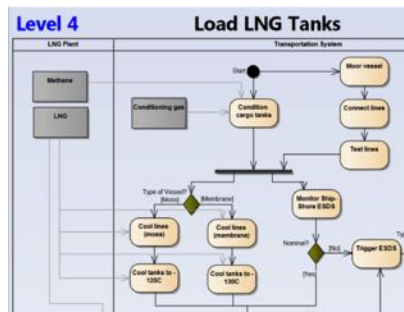 Level 4
Load LNG Tanks
LNG Plant
Transportation System
Methane
LNG
Conditioning gas
Start
Condition
cargo tanks
Moor vessel
Connect lines
Test lines
Type of Vessel?
[Moss]
[Membrane]
Monitor Ship-
Shore ESDS
Cool lines
(moss)
Cool lines
(membrane)
Nominal?
[No]
[Yes]
Trigger ESDS
Cool tanks to -
Cool tanks to -
130C